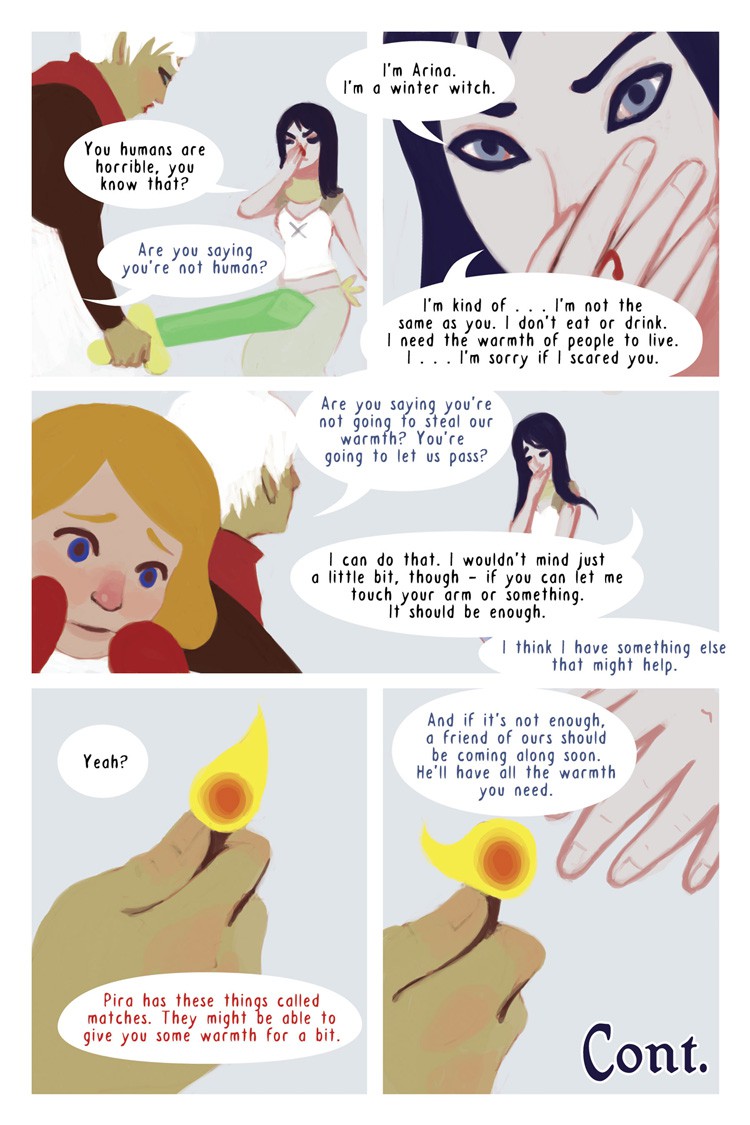 You humans are
horrible, you
know that?
Are you saying
you're not human?
I'm Arina.
I'm a winter witch.
I'm kind of . . . I'm not the
same as you. I don't eat or drink.
I need the warmth of people to live.
I . . . I'm sorry if I scared you.
Are you saying you're
not going to steal our
warmth? You're
going to let us pass?
I can do that. I wouldn't mind just
a little bit, though – if you can let me
touch your arm or something.
It should be enough.
I think I have something else
that might help.
Yeah?
Pira has these things called
matches. They might be able to
give you some warmth for a bit.
And if it's not enough,
a friend of ours should
be coming along soon.
He'll have all the warmth
you need.
Cont.